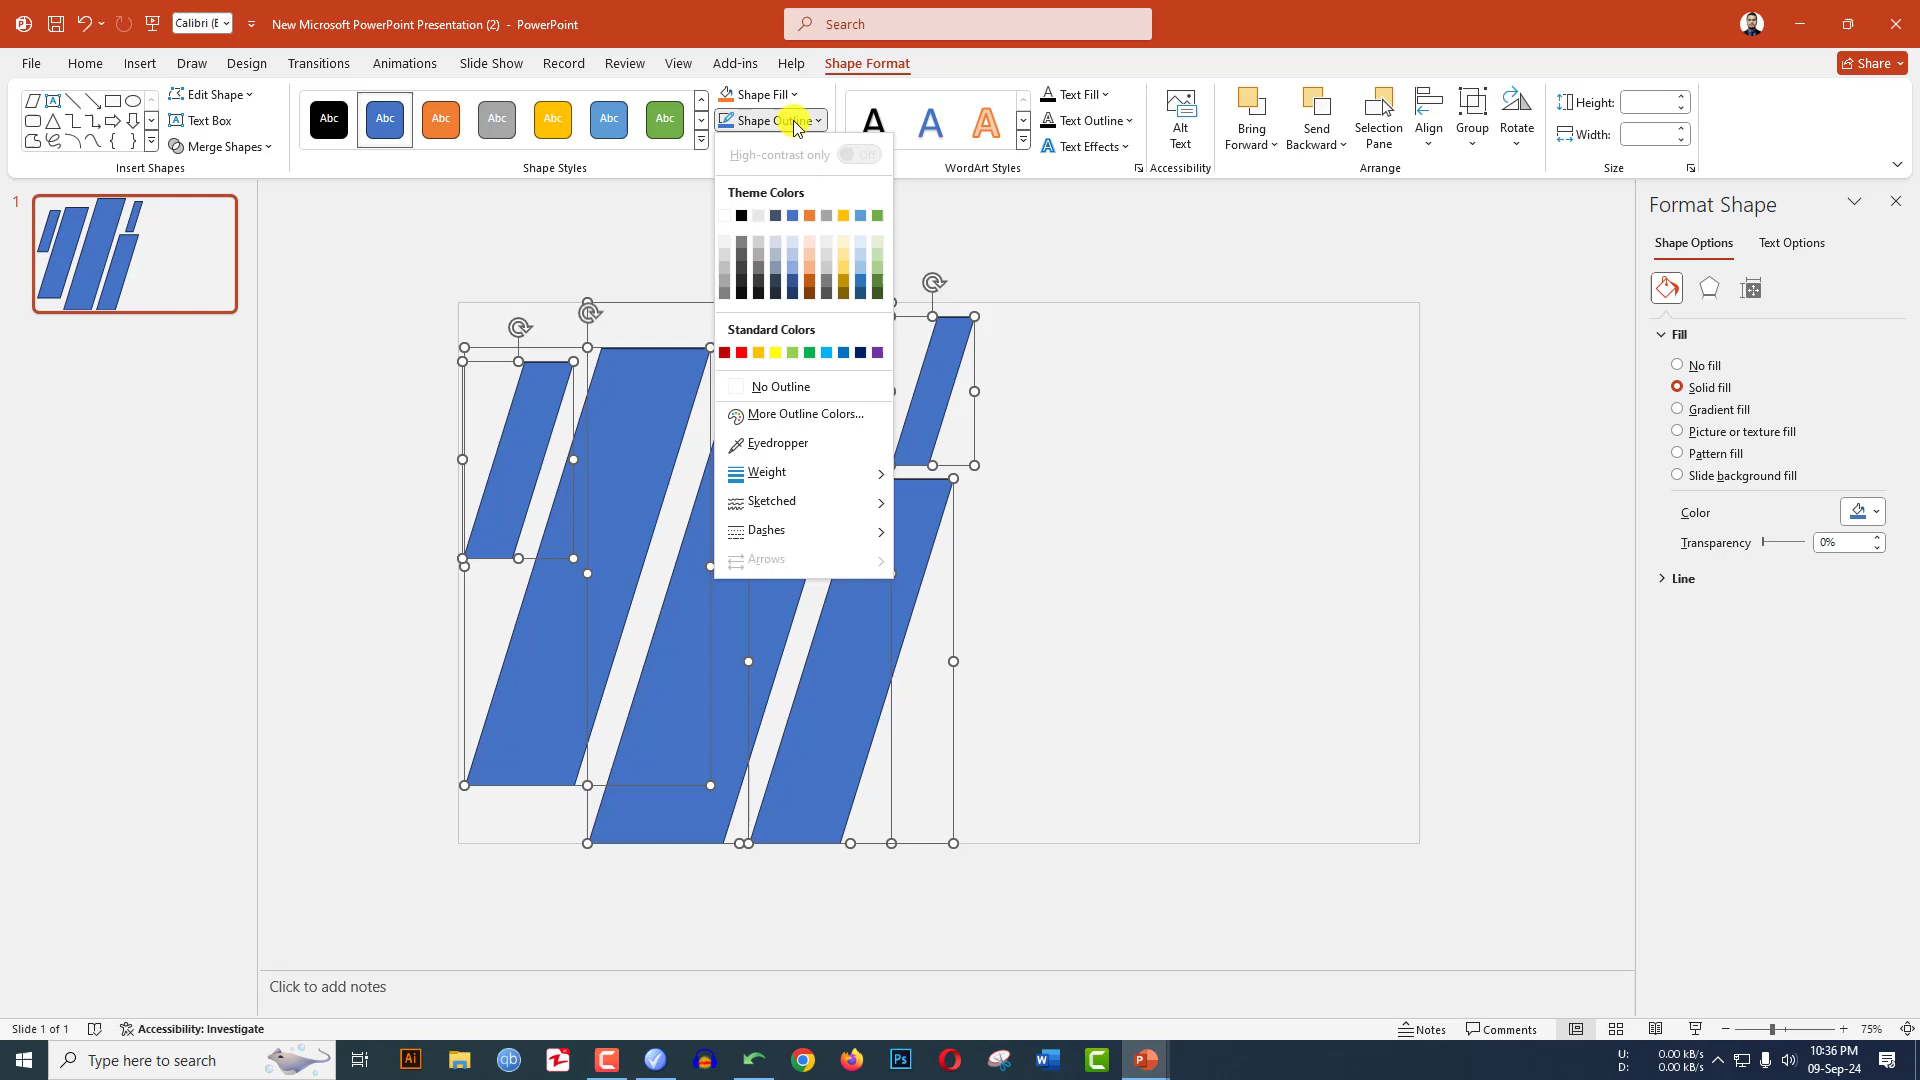 Calibri (E
New Microsoft PowerPoint Presentation (2) - PowerPoint
Search
File Home Insert Draw Design Transitions Animations Slide Show Record Review View Add-ins Help Shape Format
Share
Edit Shape
Text Box
Merge Shapes
Insert Shapes
Abc Abc Abc Abc Abc Abc Abc
Shape Styles
Shape Fill
Shape Outline
A A A
WordArt Styles
Text Fill
Text Outline
Text Effects
Alt Text
Accessibility
Bring Forward
Send Backward
Selection Pane
Align
Group
Rotate
Arrange
Height:
Width:
Size
High-contrast only Off
Theme Colors
Standard Colors
No Outline
More Outline Colors...
Eyedropper
Weight
Sketched
Dashes
Arrows
1
Format Shape
Shape Options Text Options
Fill
No fill
Solid fill
Gradient fill
Picture or texture fill
Pattern fill
Slide background fill
Color
Transparency 0%
Line
Click to add notes
Slide 1 of 1
Accessibility: Investigate
Notes
Comments
75%
Type here to search
Ai
qb
Ps
U: 0.00 kB/s
D: 0.00 kB/s
10:36 PM
09-Sep-24